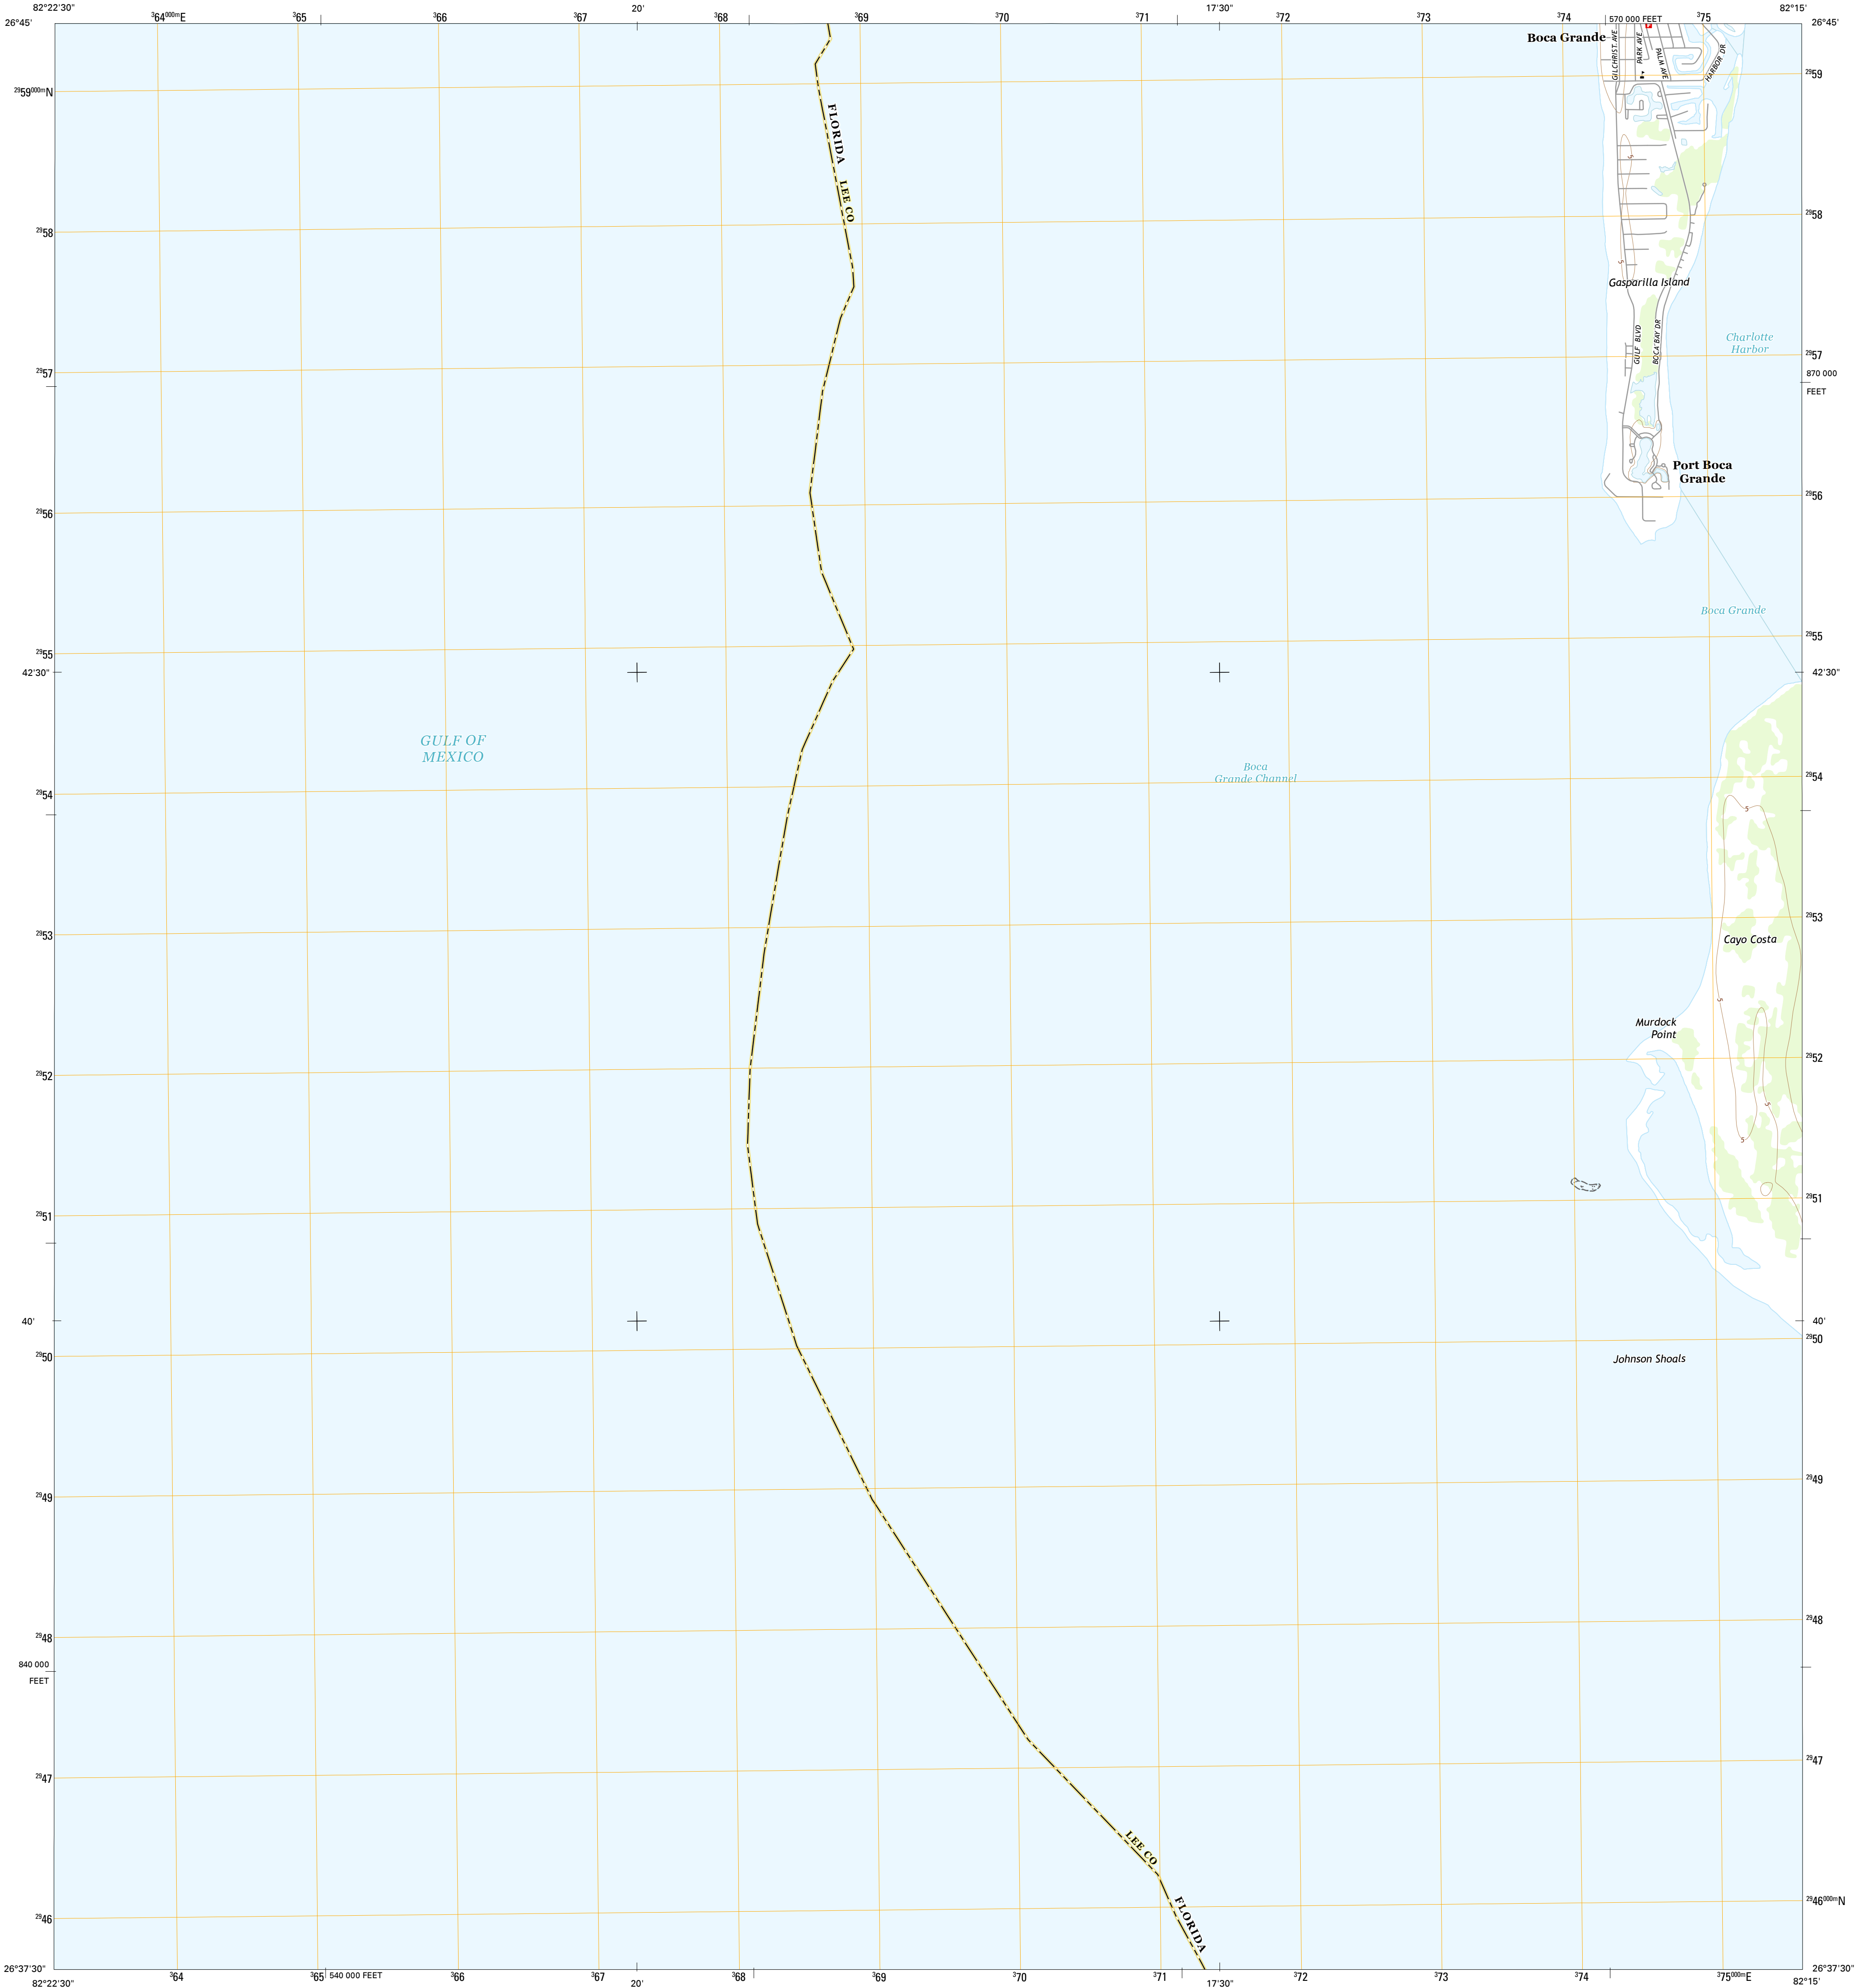 82°22'30"
³64⁰⁰⁰ᵐE
³65
³66
³67
20'
³68
³69
³70
³71
17'30"
³72
³73
³74
570 000 FEET
³75
82°15'
26°45'
26°45'
Boca Grande
GILCHRIST AVE
PARK AVE
PALM AVE
HARBOR DR
²⁹59⁰⁰⁰ᵐN
²⁹59
FLORIDA
LEE CO
5
²⁹58
²⁹58
5
Gasparilla Island
GULF BLVD
BOCA BAY DR
Charlotte
Harbor
²⁹57
²⁹57
870 000
FEET
Port Boca
Grande
²⁹56
²⁹56
Boca Grande
²⁹55
²⁹55
42'30"
42'30"
GULF OF
MEXICO
Boca
Grande Channel
²⁹54
²⁹54
5
²⁹53
²⁹53
Cayo Costa
5
Murdock
Point
²⁹52
²⁹52
5
5
²⁹51
²⁹51
40'
40'
²⁹50
²⁹50
Johnson Shoals
²⁹49
²⁹49
²⁹48
²⁹48
840 000
FEET
²⁹47
²⁹47
LEE CO
FLORIDA
²⁹46
²⁹46⁰⁰⁰ᵐN
26°37'30"
26°37'30"
82°22'30"
³64
³65
540 000 FEET
³66
³67
20'
³68
³69
³70
³71
17'30"
³72
³73
³74
³75⁰⁰⁰ᵐE
82°15'